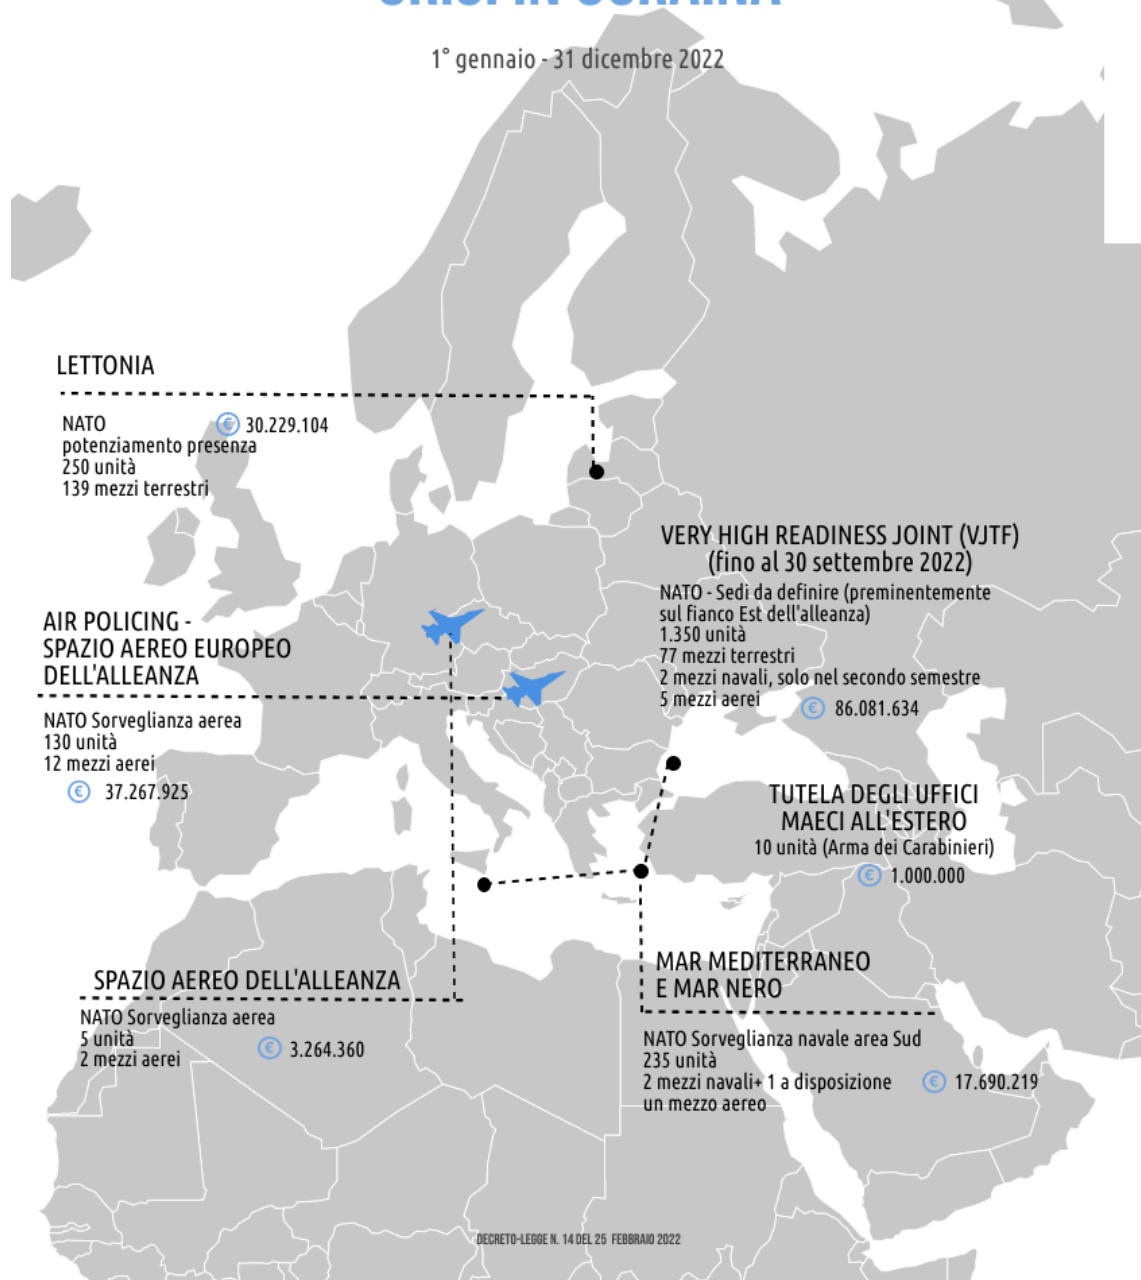 1° gennaio - 31 dicembre 2022
LETTONIA
NATO
€ 30.229.104
potenziamento presenza
250 unità
139 mezzi terrestri
VERY HIGH READINESS JOINT (VJTF)
(fino al 30 settembre 2022)
NATO - Sedi da definire (preminentemente
sul fianco Est dell'alleanza)
1.350 unità
77 mezzi terrestri
2 mezzi navali, solo nel secondo semestre
5 mezzi aerei
€ 86.081.634
AIR POLICING -
SPAZIO AEREO EUROPEO
DELL'ALLEANZA
NATO Sorveglianza aerea
130 unità
12 mezzi aerei
€ 37.267.925
TUTELA DEGLI UFFICI
MAECI ALL'ESTERO
10 unità (Arma dei Carabinieri)
€ 1.000.000
SPAZIO AEREO DELL'ALLEANZA
NATO Sorveglianza aerea
5 unità
2 mezzi aerei
€ 3.264.360
MAR MEDITERRANEO
E MAR NERO
NATO Sorveglianza navale area Sud
235 unità
2 mezzi navali+ 1 a disposizione
un mezzo aereo
€ 17.690.219
DECRETO-LEGGE N. 14 DEL 25 FEBBRAIO 2022